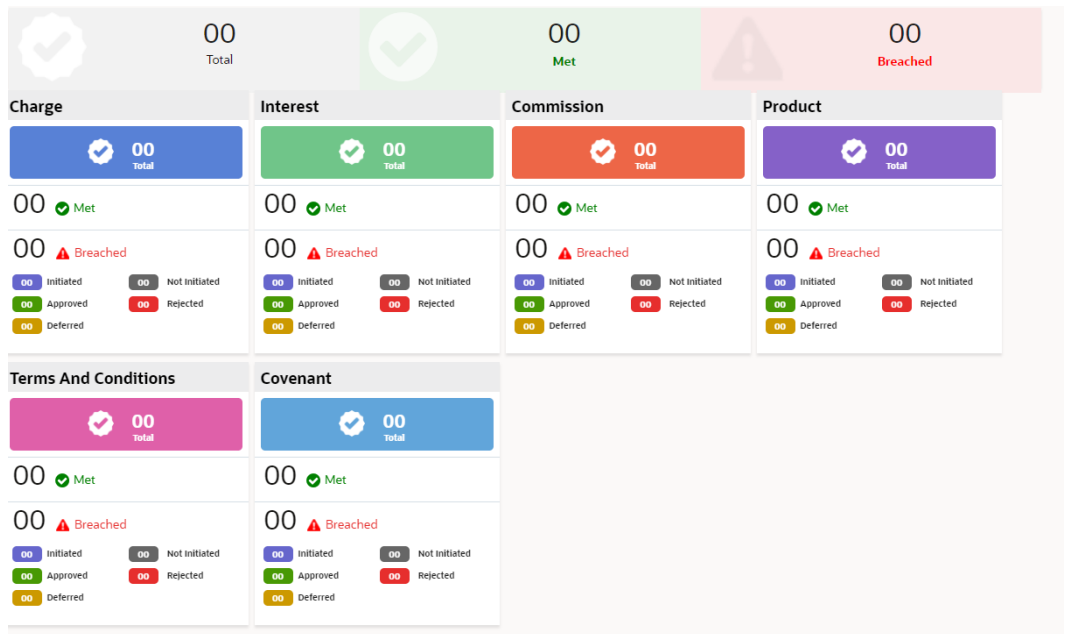 00 00 00
Total Met Breached
Charge Interest Commission Product
00 00 00 00
Total Total Total Total
00 Met 00 Met 00 Met 00 Met
00 Breached 00 Breached 00 Breached 00 Breached
00 Initiated 00 Not Initiated 00 Initiated 00 Not Initiated 00 Initiated 00 Not Initiated 00 Initiated 00 Not Initiated
00 Approved 00 Rejected 00 Approved 00 Rejected 00 Approved 00 Rejected 00 Approved 00 Rejected
00 Deferred 00 Deferred 00 Deferred 00 Deferred
Terms And Conditions Covenant
00 00
Total Total
00 Met 00 Met
00 Breached 00 Breached
00 Initiated 00 Not Initiated 00 Initiated 00 Not Initiated
00 Approved 00 Rejected 00 Approved 00 Rejected
00 Deferred 00 Deferred